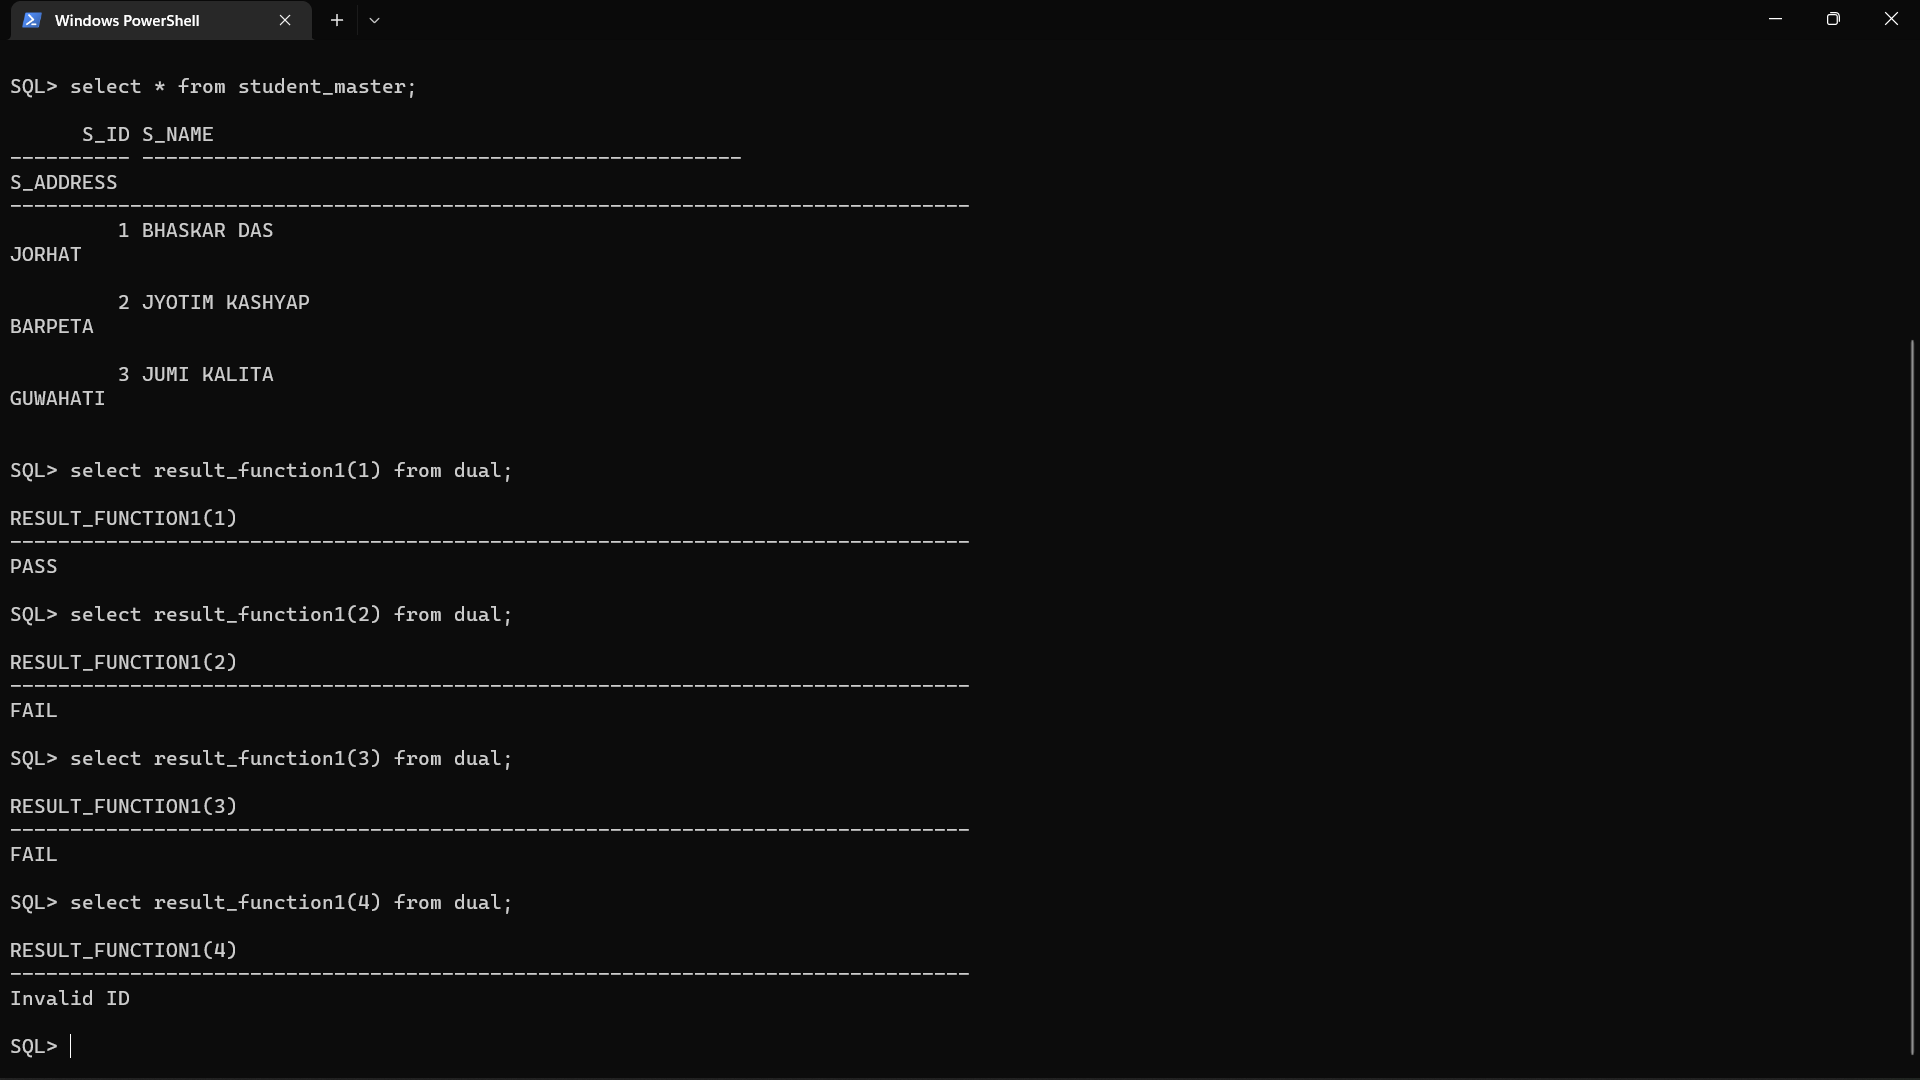 Windows PowerShell
SQL> select * from student_master;
      S_ID S_NAME
---------- --------------------------------------------------
S_ADDRESS
--------------------------------------------------------------------------------
         1 BHASKAR DAS
JORHAT
         2 JYOTIM KASHYAP
BARPETA
         3 JUMI KALITA
GUWAHATI
SQL> select result_function1(1) from dual;
RESULT_FUNCTION1(1)
--------------------------------------------------------------------------------
PASS
SQL> select result_function1(2) from dual;
RESULT_FUNCTION1(2)
--------------------------------------------------------------------------------
FAIL
SQL> select result_function1(3) from dual;
RESULT_FUNCTION1(3)
--------------------------------------------------------------------------------
FAIL
SQL> select result_function1(4) from dual;
RESULT_FUNCTION1(4)
--------------------------------------------------------------------------------
Invalid ID
SQL>